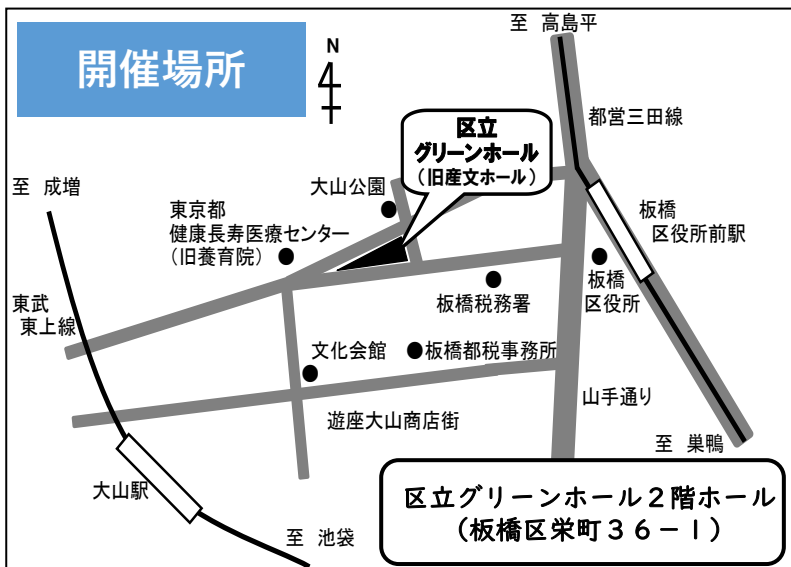 開催場所
N
至 高島平
都営三田線
区立
グリーンホール
（旧産文ホール）
大山公園
至 成増
東京都
健康長寿医療センター
（旧養育院）
板橋
区役所前駅
板橋税務署
板橋
区役所
東武
東上線
文化会館
板橋都税事務所
山手通り
遊座大山商店街
至 巣鴨
大山駅
至 池袋
区立グリーンホール２階ホール
（板橋区栄町３６－１）